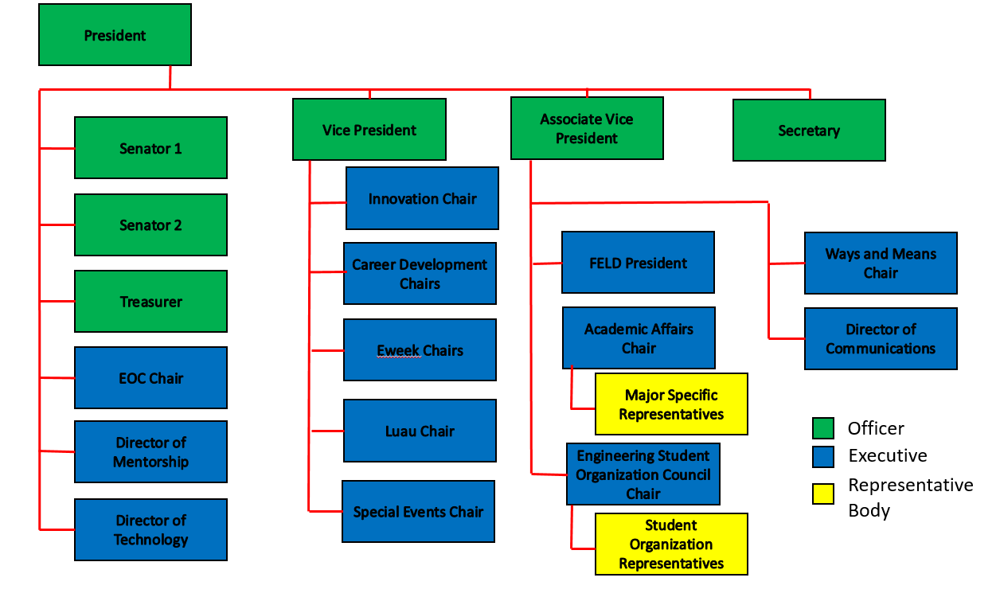 President
Senator 1
Senator 2
Treasurer
EOC Chair
Director of
Mentorship
Director of
Technology
Vice President
Innovation Chair
Career Development
Chairs
Eweek Chairs
Luau Chair
Special Events Chair
Associate Vice
President
FELD President
Academic Affairs
Chair
Major Specific
Representatives
Engineering Student
Organization Council
Chair
Student
Organization
Representatives
Secretary
Ways and Means
Chair
Director of
Communications
Officer
Executive
Representative
Body